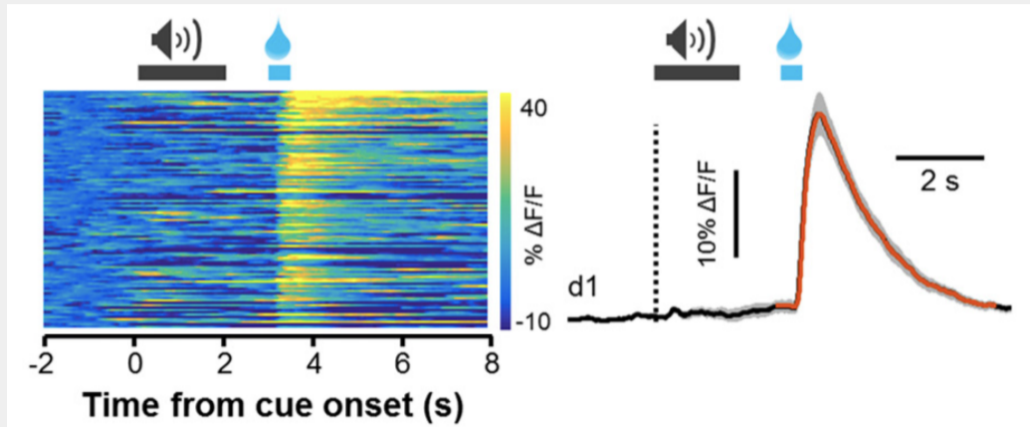 40
% ΔF/F
-10
-2 0 2 4 6 8
Time from cue onset (s)
10% ΔF/F
2 s
d1